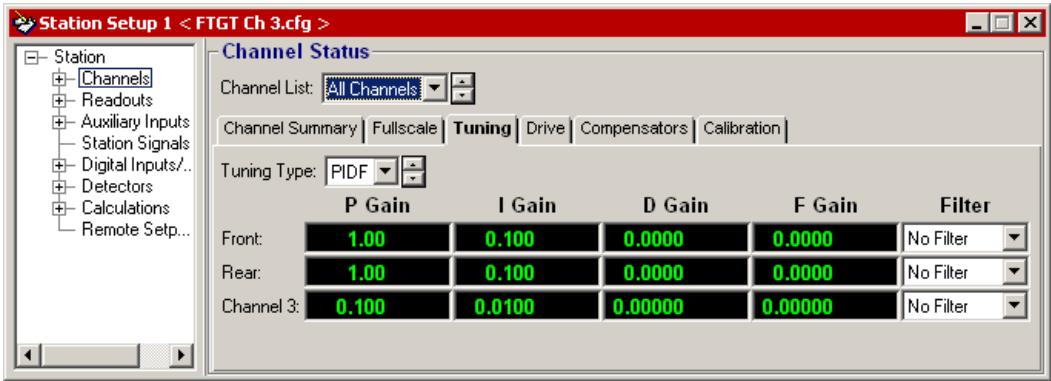 Station Setup 1 < FTGT Ch 3.cfg >
Station
Channels
Readouts
Auxiliary Inputs
Station Signals
Digital Inputs/..
Detectors
Calculations
Remote Setp...
Channel Status
Channel List: All Channels
Channel Summary Fullscale Tuning Drive Compensators Calibration
Tuning Type: PIDF
P Gain I Gain D Gain F Gain Filter
Front: 1.00 0.100 0.0000 0.0000 No Filter
Rear: 1.00 0.100 0.0000 0.0000 No Filter
Channel 3: 0.100 0.0100 0.00000 0.00000 No Filter